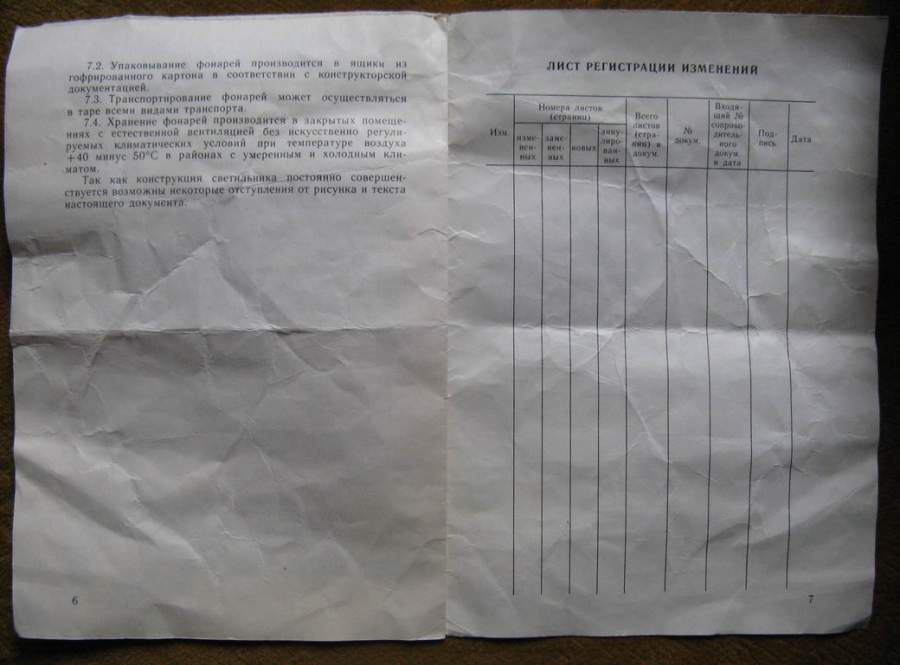 7.2. Упаковывание фонарей производится в ящики из
гофрированного картона в соответствии с конструкторской
документацией.
7.3. Транспортирование фонарей может осуществляться
в таре всеми видами транспорта.
7.4. Хранение фонарей производится в закрытых помеще-
ниях с естественной вентиляцией без искусственно регули-
руемых климатических условий при температуре воздуха
+40 минус 50°С в районах с умеренным и холодным кли-
матом.
Так как конструкция светильника постоянно совершен-
ствуется возможны некоторые отступления от рисунка и текста
настоящего документа.
6
ЛИСТ РЕГИСТРАЦИИ ИЗМЕНЕНИЙ
Изм.
Номера листов
(страниц)
изме-
нен-
ных
заме-
нен-
ных
новых
анну-
лиро-
ван-
ных
Всего
листов
(стра-
ниц) в
докум.
№
докум.
Входя-
щий №
сопрово-
дитель-
ного
докум.
и дата
Под-
пись
Дата
7